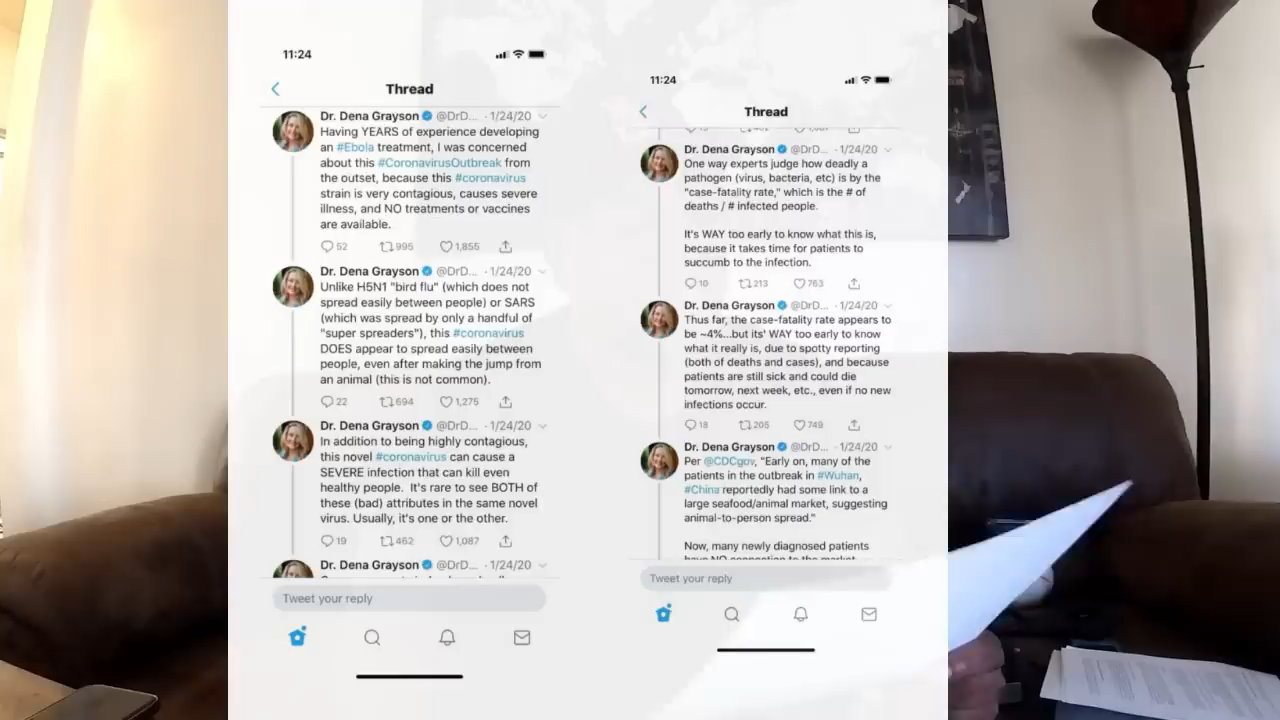 11:24
Thread
Dr. Dena Grayson @DrD... · 1/24/20
Having YEARS of experience developing
an #Ebola treatment, I was concerned
about this #CoronavirusOutbreak from
the outset, because this #coronavirus
strain is very contagious, causes severe
illness, and NO treatments or vaccines
are available.
52 995 1,855
Dr. Dena Grayson @DrD... · 1/24/20
Unlike H5N1 "bird flu" (which does not
spread easily between people) or SARS
(which was spread by only a handful of
"super spreaders"), this #coronavirus
DOES appear to spread easily between
people, even after making the jump from
an animal (this is not common).
22 694 1,275
Dr. Dena Grayson @DrD... · 1/24/20
In addition to being highly contagious,
this novel #coronavirus can cause a
SEVERE infection that can kill even
healthy people. It's rare to see BOTH of
these (bad) attributes in the same novel
virus. Usually, it's one or the other.
19 462 1,087
Dr. Dena Grayson @DrD... · 1/24/20
Tweet your reply
11:24
Thread
Dr. Dena Grayson @DrD... · 1/24/20
One way experts judge how deadly a
pathogen (virus, bacteria, etc) is by the
"case-fatality rate," which is the # of
deaths / # infected people.
It's WAY too early to know what this is,
because it takes time for patients to
succumb to the infection.
10 213 763
Dr. Dena Grayson @DrD... · 1/24/20
Thus far, the case-fatality rate appears to
be ~4%...but its' WAY too early to know
what it really is, due to spotty reporting
(both of deaths and cases), and because
patients are still sick and could die
tomorrow, next week, etc., even if no new
infections occur.
18 205 749
Dr. Dena Grayson @DrD... · 1/24/20
Per @CDCgov, "Early on, many of the
patients in the outbreak in #Wuhan,
#China reportedly had some link to a
large seafood/animal market, suggesting
animal-to-person spread."
Now, many newly diagnosed patients
have NO connection to the market
Tweet your reply